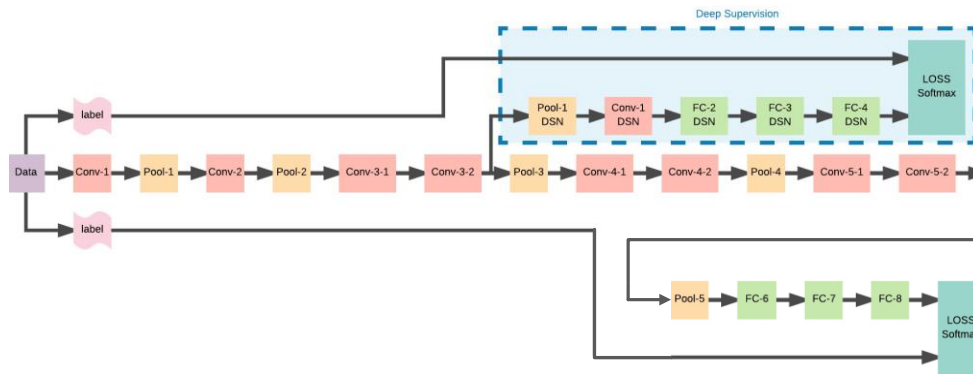 Deep Supervision
LOSS
Softmax
label
Pool-1
DSN
Conv-1
DSN
FC-2
DSN
FC-3
DSN
FC-4
DSN
Data
Conv-1
Pool-1
Conv-2
Pool-2
Conv-3-1
Conv-3-2
Pool-3
Conv-4-1
Conv-4-2
Pool-4
Conv-5-1
Conv-5-2
label
Pool-5
FC-6
FC-7
FC-8
LOSS
Softmax